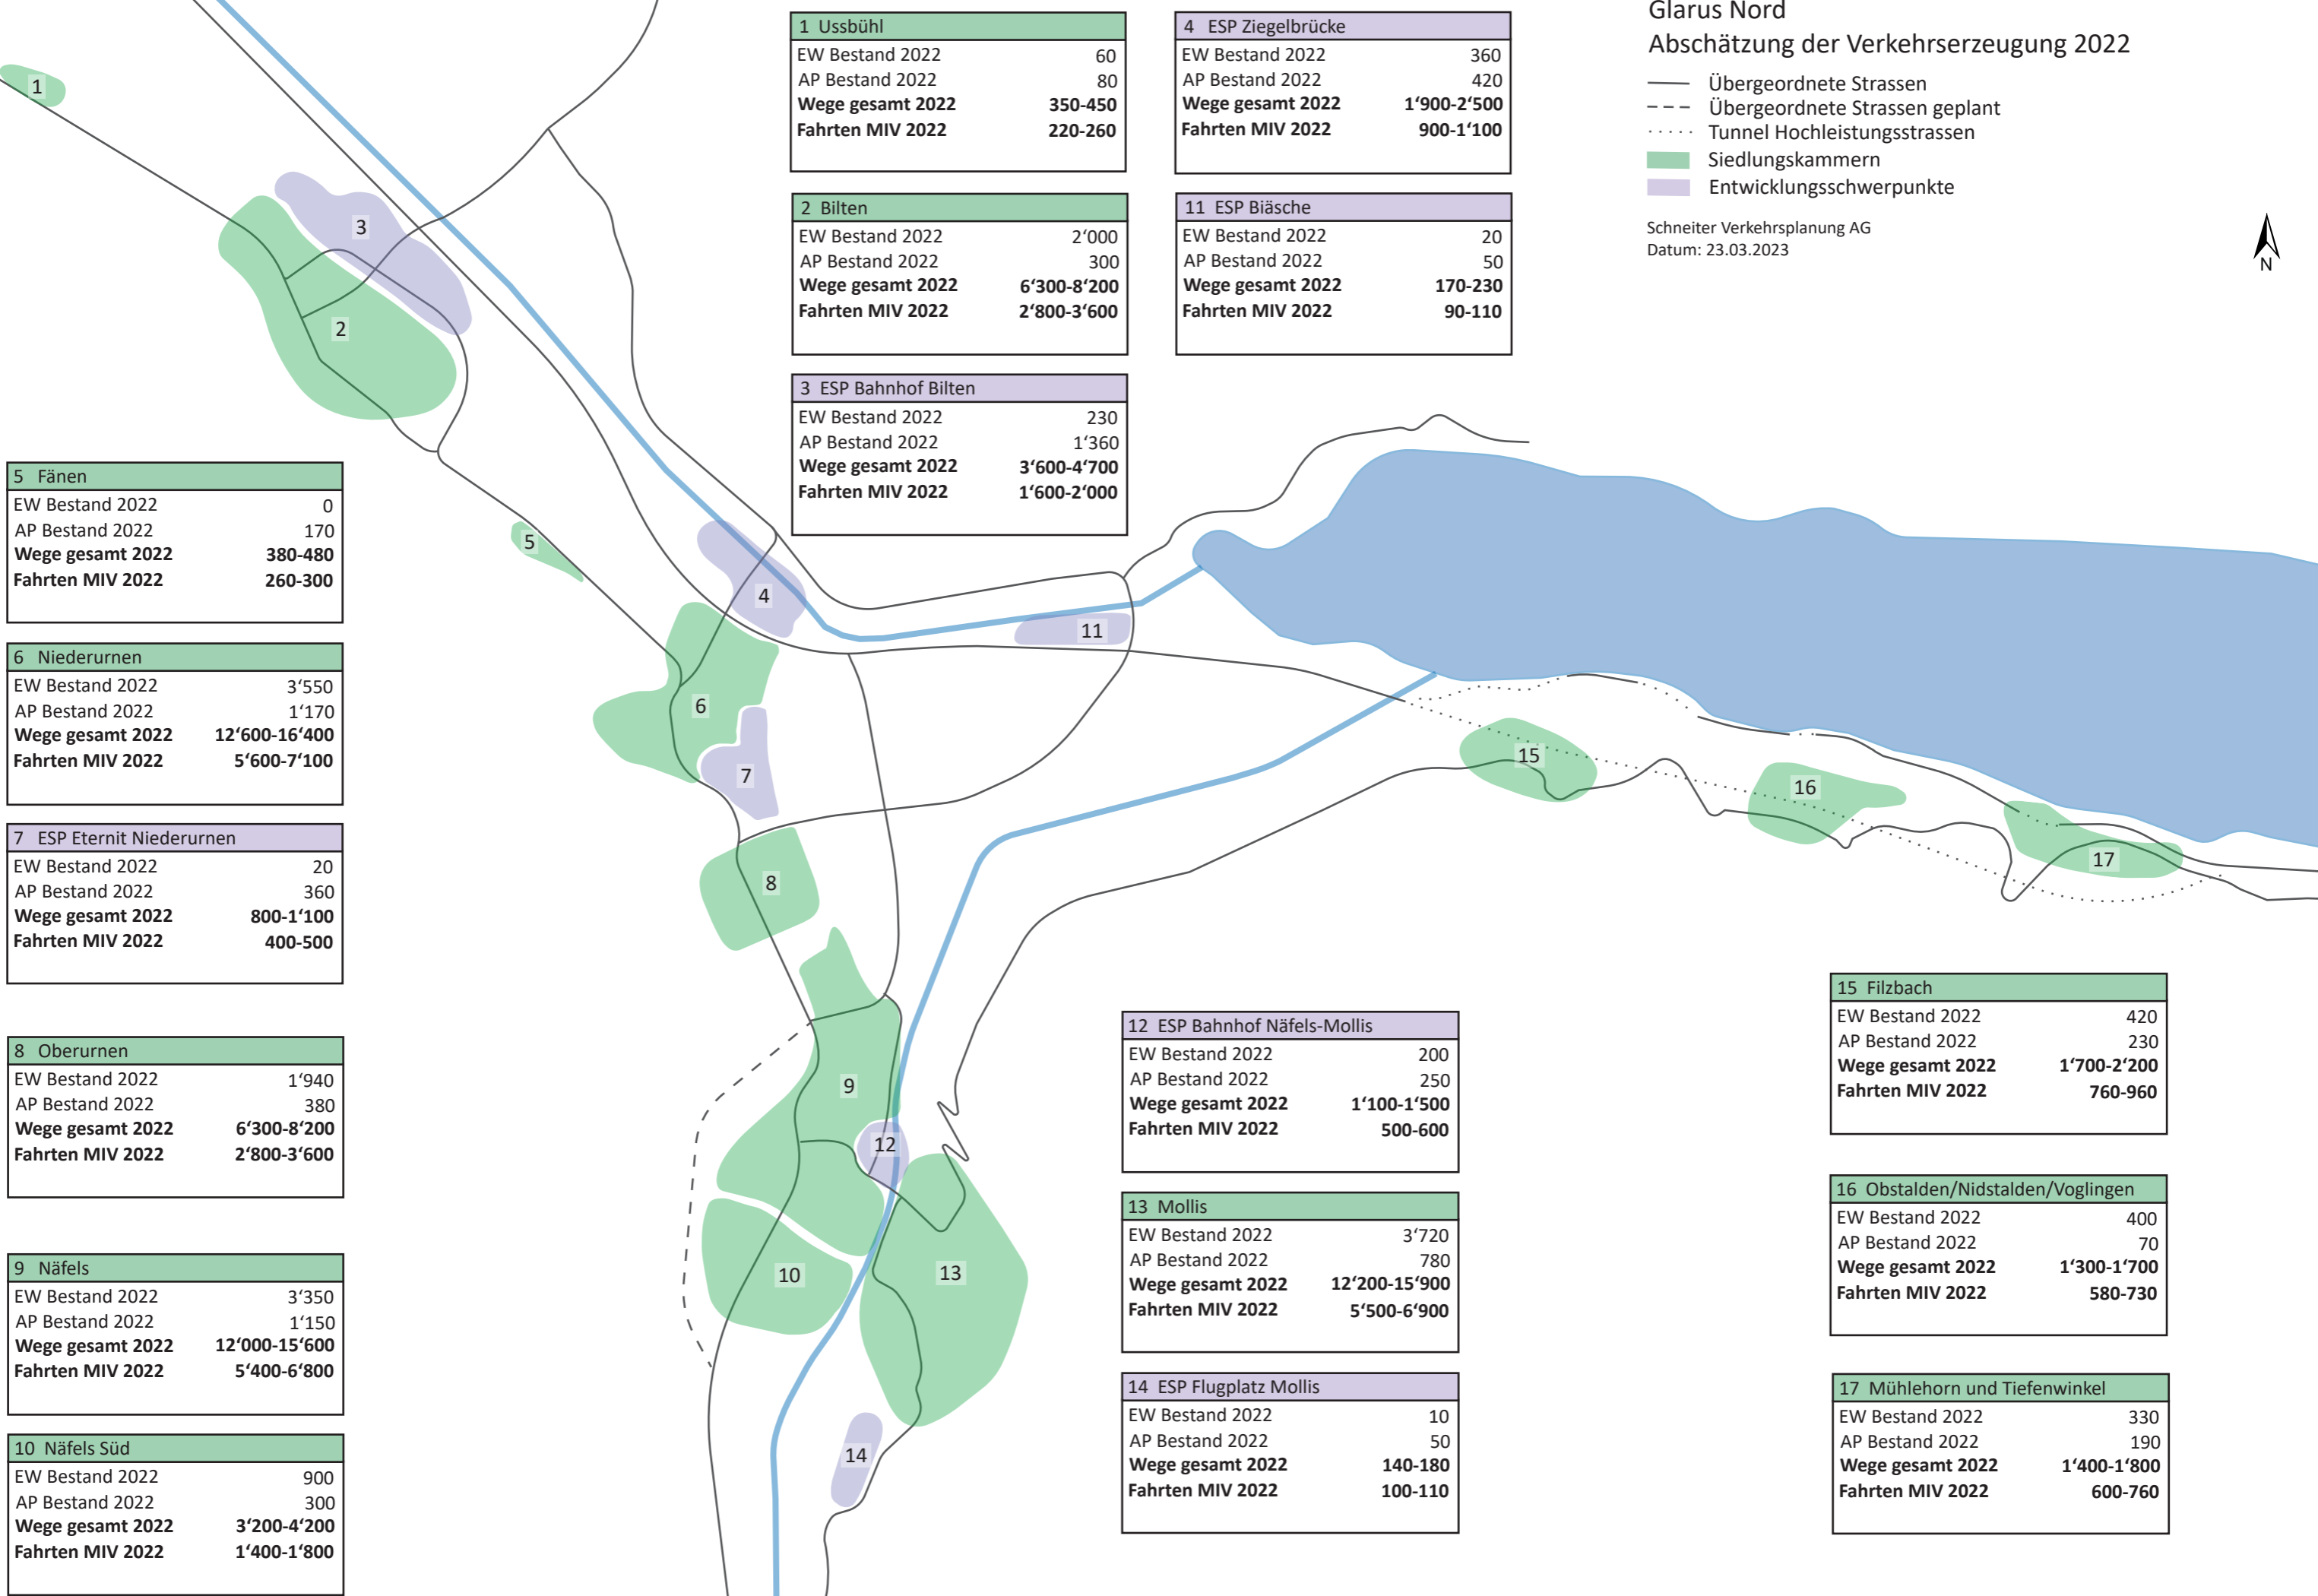 Glarus Nord
Abschätzung der Verkehrserzeugung 2022
Übergeordnete Strassen
Übergeordnete Strassen geplant
Tunnel Hochleistungsstrassen
Siedlungskammern
Entwicklungsschwerpunkte
Schneiter Verkehrsplanung AG
Datum: 23.03.2023
N
1 Ussbühl
EW Bestand 2022 60
AP Bestand 2022 80
Wege gesamt 2022 350-450
Fahrten MIV 2022 220-260
4 ESP Ziegelbrücke
EW Bestand 2022 360
AP Bestand 2022 420
Wege gesamt 2022 1‘900-2‘500
Fahrten MIV 2022 900-1‘100
2 Bilten
EW Bestand 2022 2‘000
AP Bestand 2022 300
Wege gesamt 2022 6‘300-8‘200
Fahrten MIV 2022 2‘800-3‘600
11 ESP Biäsche
EW Bestand 2022 20
AP Bestand 2022 50
Wege gesamt 2022 170-230
Fahrten MIV 2022 90-110
3 ESP Bahnhof Bilten
EW Bestand 2022 230
AP Bestand 2022 1‘360
Wege gesamt 2022 3‘600-4‘700
Fahrten MIV 2022 1‘600-2‘000
5 Fänen
EW Bestand 2022 0
AP Bestand 2022 170
Wege gesamt 2022 380-480
Fahrten MIV 2022 260-300
6 Niederurnen
EW Bestand 2022 3‘550
AP Bestand 2022 1‘170
Wege gesamt 2022 12‘600-16‘400
Fahrten MIV 2022 5‘600-7‘100
7 ESP Eternit Niederurnen
EW Bestand 2022 20
AP Bestand 2022 360
Wege gesamt 2022 800-1‘100
Fahrten MIV 2022 400-500
8 Oberurnen
EW Bestand 2022 1‘940
AP Bestand 2022 380
Wege gesamt 2022 6‘300-8‘200
Fahrten MIV 2022 2‘800-3‘600
9 Näfels
EW Bestand 2022 3‘350
AP Bestand 2022 1‘150
Wege gesamt 2022 12‘000-15‘600
Fahrten MIV 2022 5‘400-6‘800
10 Näfels Süd
EW Bestand 2022 900
AP Bestand 2022 300
Wege gesamt 2022 3‘200-4‘200
Fahrten MIV 2022 1‘400-1‘800
12 ESP Bahnhof Näfels-Mollis
EW Bestand 2022 200
AP Bestand 2022 250
Wege gesamt 2022 1‘100-1‘500
Fahrten MIV 2022 500-600
13 Mollis
EW Bestand 2022 3‘720
AP Bestand 2022 780
Wege gesamt 2022 12‘200-15‘900
Fahrten MIV 2022 5‘500-6‘900
14 ESP Flugplatz Mollis
EW Bestand 2022 10
AP Bestand 2022 50
Wege gesamt 2022 140-180
Fahrten MIV 2022 100-110
15 Filzbach
EW Bestand 2022 420
AP Bestand 2022 230
Wege gesamt 2022 1‘700-2‘200
Fahrten MIV 2022 760-960
16 Obstalden/Nidstalden/Voglingen
EW Bestand 2022 400
AP Bestand 2022 70
Wege gesamt 2022 1‘300-1‘700
Fahrten MIV 2022 580-730
17 Mühlehorn und Tiefenwinkel
EW Bestand 2022 330
AP Bestand 2022 190
Wege gesamt 2022 1‘400-1‘800
Fahrten MIV 2022 600-760
1
3
2
5
4
11
6
7
15
16
17
8
9
12
10
13
14